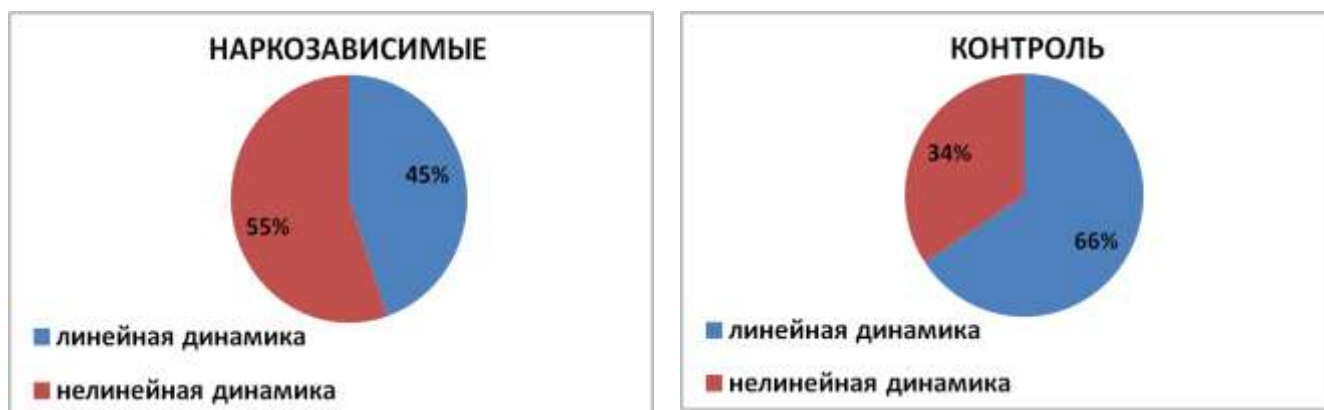 НАРКОЗАВИСИМЫЕ
45%
55%
линейная динамика
нелинейная динамика
КОНТРОЛЬ
34%
66%
линейная динамика
нелинейная динамика